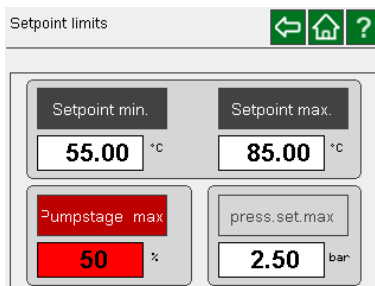 Setpoint limits
?
Setpoint min. Setpoint max.
55.00 °C 85.00 °C
Pumpstage max press.set.max
50 % 2.50 bar